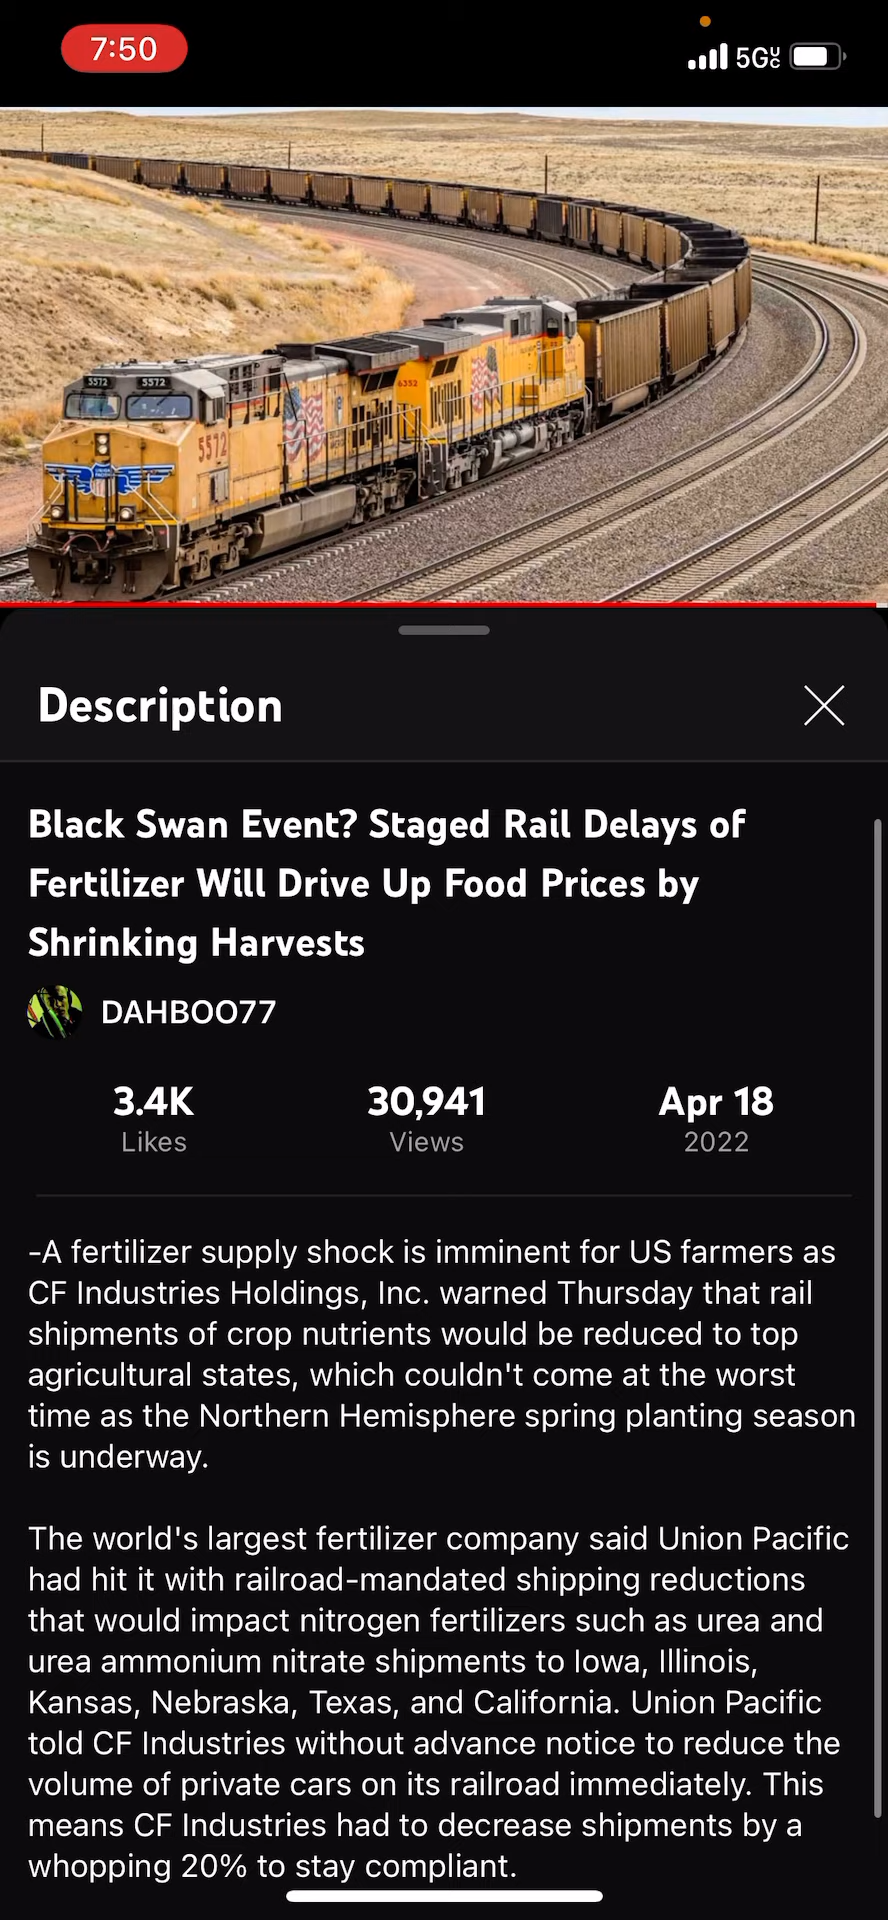 7:50
5G UC
5572
5572
5572
6352
UNION
PACIFIC
Description
Black Swan Event? Staged Rail Delays of
Fertilizer Will Drive Up Food Prices by
Shrinking Harvests
DAHBOO77
3.4K
Likes
30,941
Views
Apr 18
2022
-A fertilizer supply shock is imminent for US farmers as
CF Industries Holdings, Inc. warned Thursday that rail
shipments of crop nutrients would be reduced to top
agricultural states, which couldn't come at the worst
time as the Northern Hemisphere spring planting season
is underway.
The world's largest fertilizer company said Union Pacific
had hit it with railroad-mandated shipping reductions
that would impact nitrogen fertilizers such as urea and
urea ammonium nitrate shipments to Iowa, Illinois,
Kansas, Nebraska, Texas, and California. Union Pacific
told CF Industries without advance notice to reduce the
volume of private cars on its railroad immediately. This
means CF Industries had to decrease shipments by a
whopping 20% to stay compliant.